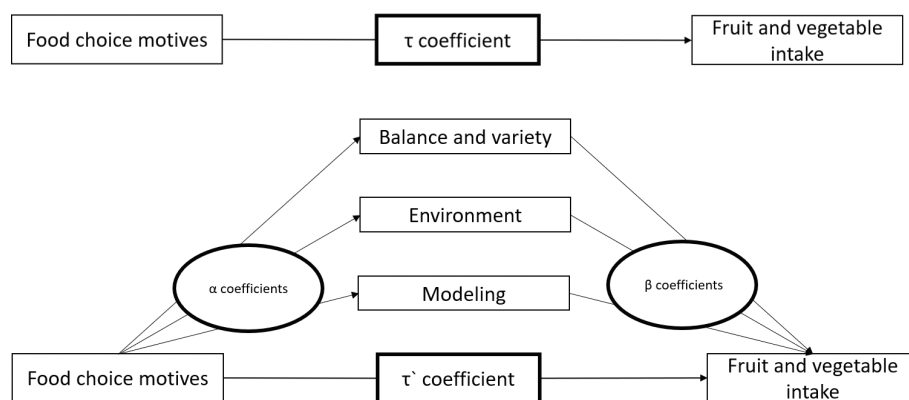 Food choice motives
τ coefficient
Fruit and vegetable
intake
Balance and variety
Environment
α coefficients
β coefficients
Modeling
Food choice motives
τ` coefficient
Fruit and vegetable
intake